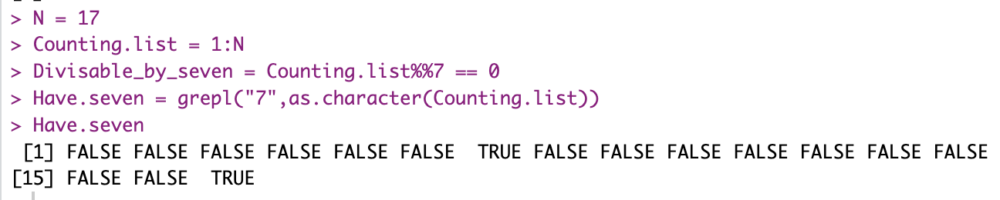 > N = 17
> Counting.list = 1:N
> Divisable_by_seven = Counting.list%%7 == 0
> Have.seven = grepl("7",as.character(Counting.list))
> Have.seven
 [1] FALSE FALSE FALSE FALSE FALSE FALSE  TRUE FALSE FALSE FALSE FALSE FALSE FALSE FALSE
[15] FALSE FALSE  TRUE